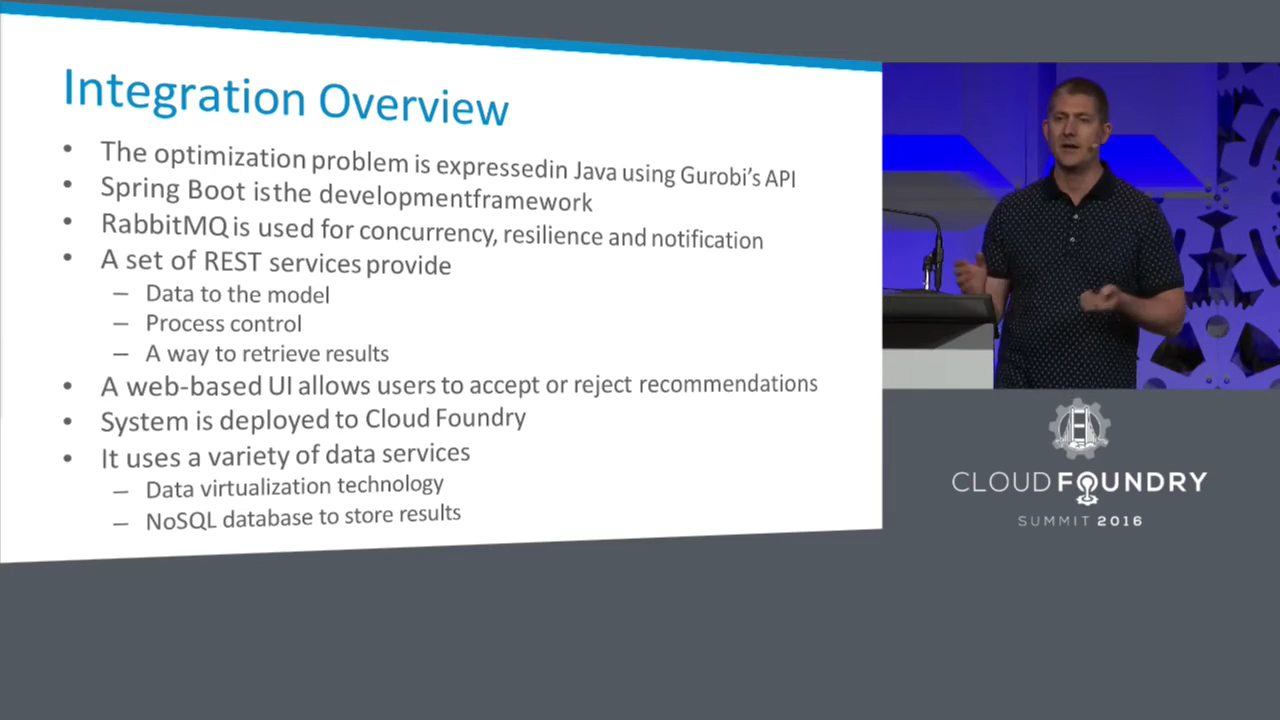 Integration Overview
• The optimization problem is expressedin Java using Gurobi's API
• Spring Boot is the developmentframework
• RabbitMQ is used for concurrency, resilience and notification
• A set of REST services provide
– Data to the model
– Process control
– A way to retrieve results
• A web-based UI allows users to accept or reject recommendations
• System is deployed to Cloud Foundry
• It uses a variety of data services
– Data virtualization technology
– NoSQL database to store results
CLOUD FOUNDRY
SUMMIT 2016